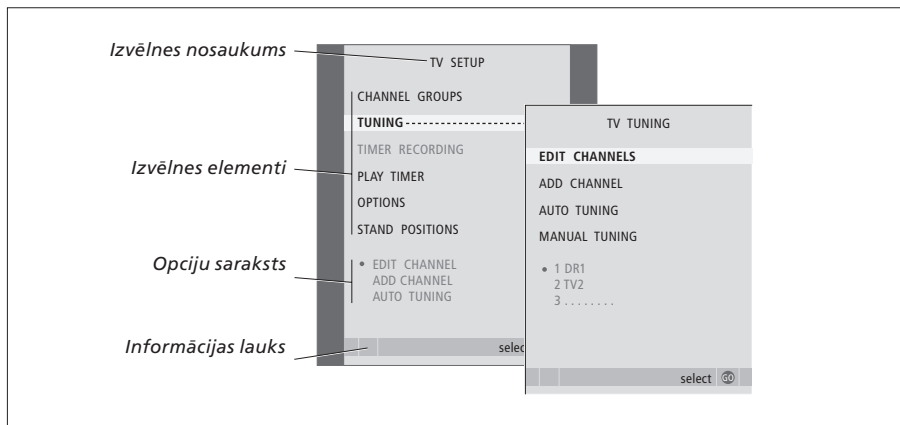 Izvēlnes nosaukums
Izvēlnes elementi
Opciju saraksts
Informācijas lauks
TV SETUP
CHANNEL GROUPS
TUNING
TIMER RECORDING
PLAY TIMER
OPTIONS
STAND POSITIONS
• EDIT CHANNEL
ADD CHANNEL
AUTO TUNING
TV TUNING
EDIT CHANNELS
ADD CHANNEL
AUTO TUNING
MANUAL TUNING
• 1 DR1
2 TV2
3 . . . . . . . .
select GO